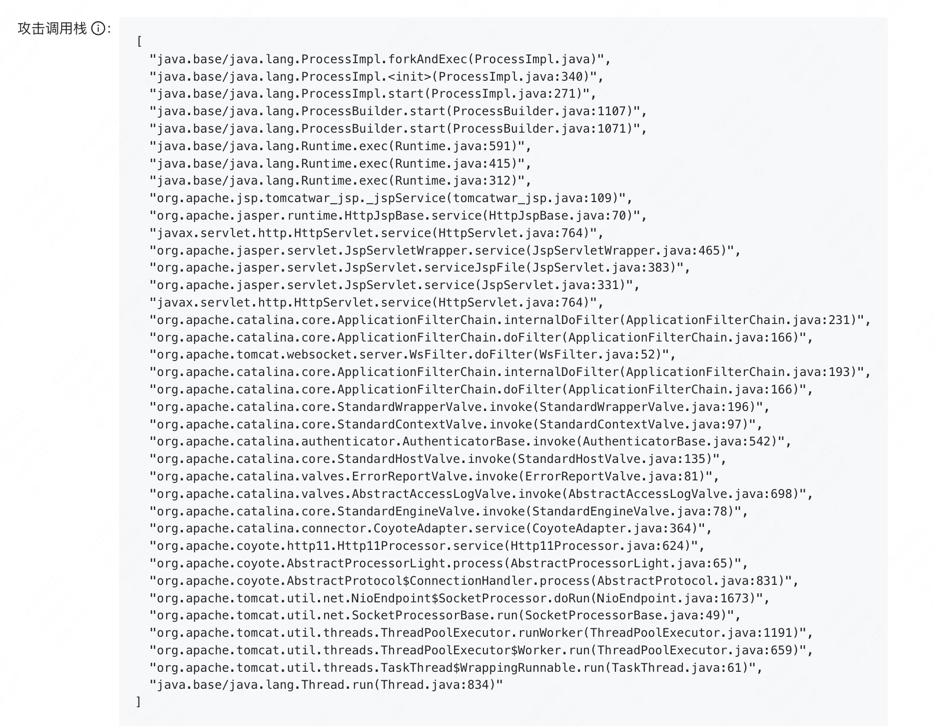 攻击调用栈 ⓘ:
[
"java.base/java.lang.ProcessImpl.forkAndExec(ProcessImpl.java)",
"java.base/java.lang.ProcessImpl.<init>(ProcessImpl.java:340)",
"java.base/java.lang.ProcessImpl.start(ProcessImpl.java:271)",
"java.base/java.lang.ProcessBuilder.start(ProcessBuilder.java:1107)",
"java.base/java.lang.ProcessBuilder.start(ProcessBuilder.java:1071)",
"java.base/java.lang.Runtime.exec(Runtime.java:591)",
"java.base/java.lang.Runtime.exec(Runtime.java:415)",
"java.base/java.lang.Runtime.exec(Runtime.java:312)",
"org.apache.jsp.tomcatwar_jsp._jspService(tomcatwar_jsp.java:109)",
"org.apache.jasper.runtime.HttpJspBase.service(HttpJspBase.java:70)",
"javax.servlet.http.HttpServlet.service(HttpServlet.java:764)",
"org.apache.jasper.servlet.JspServletWrapper.service(JspServletWrapper.java:465)",
"org.apache.jasper.servlet.JspServlet.serviceJspFile(JspServlet.java:383)",
"org.apache.jasper.servlet.JspServlet.service(JspServlet.java:331)",
"javax.servlet.http.HttpServlet.service(HttpServlet.java:764)",
"org.apache.catalina.core.ApplicationFilterChain.internalDoFilter(ApplicationFilterChain.java:231)",
"org.apache.catalina.core.ApplicationFilterChain.doFilter(ApplicationFilterChain.java:166)",
"org.apache.tomcat.websocket.server.WsFilter.doFilter(WsFilter.java:52)",
"org.apache.catalina.core.ApplicationFilterChain.internalDoFilter(ApplicationFilterChain.java:193)",
"org.apache.catalina.core.ApplicationFilterChain.doFilter(ApplicationFilterChain.java:166)",
"org.apache.catalina.core.StandardWrapperValve.invoke(StandardWrapperValve.java:196)",
"org.apache.catalina.core.StandardContextValve.invoke(StandardContextValve.java:97)",
"org.apache.catalina.authenticator.AuthenticatorBase.invoke(AuthenticatorBase.java:542)",
"org.apache.catalina.core.StandardHostValve.invoke(StandardHostValve.java:135)",
"org.apache.catalina.valves.ErrorReportValve.invoke(ErrorReportValve.java:81)",
"org.apache.catalina.valves.AbstractAccessLogValve.invoke(AbstractAccessLogValve.java:698)",
"org.apache.catalina.core.StandardEngineValve.invoke(StandardEngineValve.java:78)",
"org.apache.catalina.connector.CoyoteAdapter.service(CoyoteAdapter.java:364)",
"org.apache.coyote.http11.Http11Processor.service(Http11Processor.java:624)",
"org.apache.coyote.AbstractProcessorLight.process(AbstractProcessorLight.java:65)",
"org.apache.coyote.AbstractProtocol$ConnectionHandler.process(AbstractProtocol.java:831)",
"org.apache.tomcat.util.net.NioEndpoint$SocketProcessor.doRun(NioEndpoint.java:1673)",
"org.apache.tomcat.util.net.SocketProcessorBase.run(SocketProcessorBase.java:49)",
"org.apache.tomcat.util.threads.ThreadPoolExecutor.runWorker(ThreadPoolExecutor.java:1191)",
"org.apache.tomcat.util.threads.ThreadPoolExecutor$Worker.run(ThreadPoolExecutor.java:659)",
"org.apache.tomcat.util.threads.TaskThread$WrappingRunnable.run(TaskThread.java:61)",
"java.base/java.lang.Thread.run(Thread.java:834)"
]